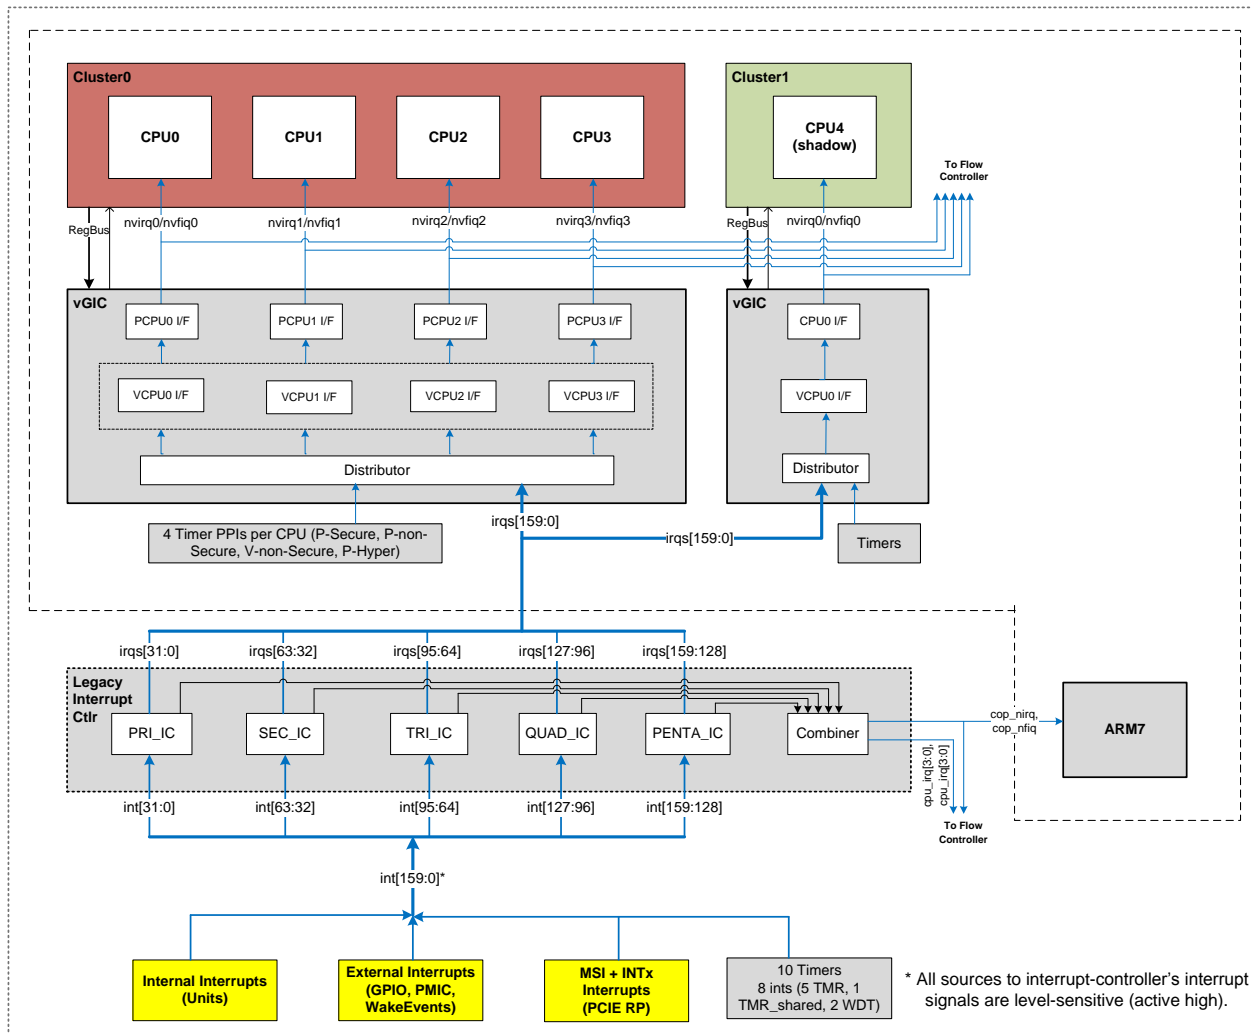 Cluster0
Cluster1
CPU0
CPU1
CPU2
CPU3
CPU4
(shadow)
To Flow
Controller
RegBus
nvirq0/nvfiq0
nvirq1/nvfiq1
nvirq2/nvfiq2
nvirq3/nvfiq3
RegBus
nvirq0/nvfiq0
vGIC
vGIC
PCPU0 I/F
PCPU1 I/F
PCPU2 I/F
PCPU3 I/F
CPU0 I/F
VCPU0 I/F
VCPU1 I/F
VCPU2 I/F
VCPU3 I/F
VCPU0 I/F
Distributor
Distributor
irqs[159:0]
irqs[159:0]
4 Timer PPIs per CPU (P-Secure, P-non-
Secure, V-non-Secure, P-Hyper)
Timers
irqs[31:0]
irqs[63:32]
irqs[95:64]
irqs[127:96]
irqs[159:128]
Legacy
Interrupt
Ctlr
PRI_IC
SEC_IC
TRI_IC
QUAD_IC
PENTA_IC
Combiner
cop_nirq,
cop_nfiq
ARM7
cpu_irq[3:0],
cpu_irq[3:0]
To Flow
Controller
int[31:0]
int[63:32]
int[95:64]
int[127:96]
int[159:128]
int[159:0]*
Internal Interrupts
(Units)
External Interrupts
(GPIO, PMIC,
WakeEvents)
MSI + INTx
Interrupts
(PCIE RP)
10 Timers
8 ints (5 TMR, 1
TMR_shared, 2 WDT)
* All sources to interrupt-controller's interrupt
signals are level-sensitive (active high).